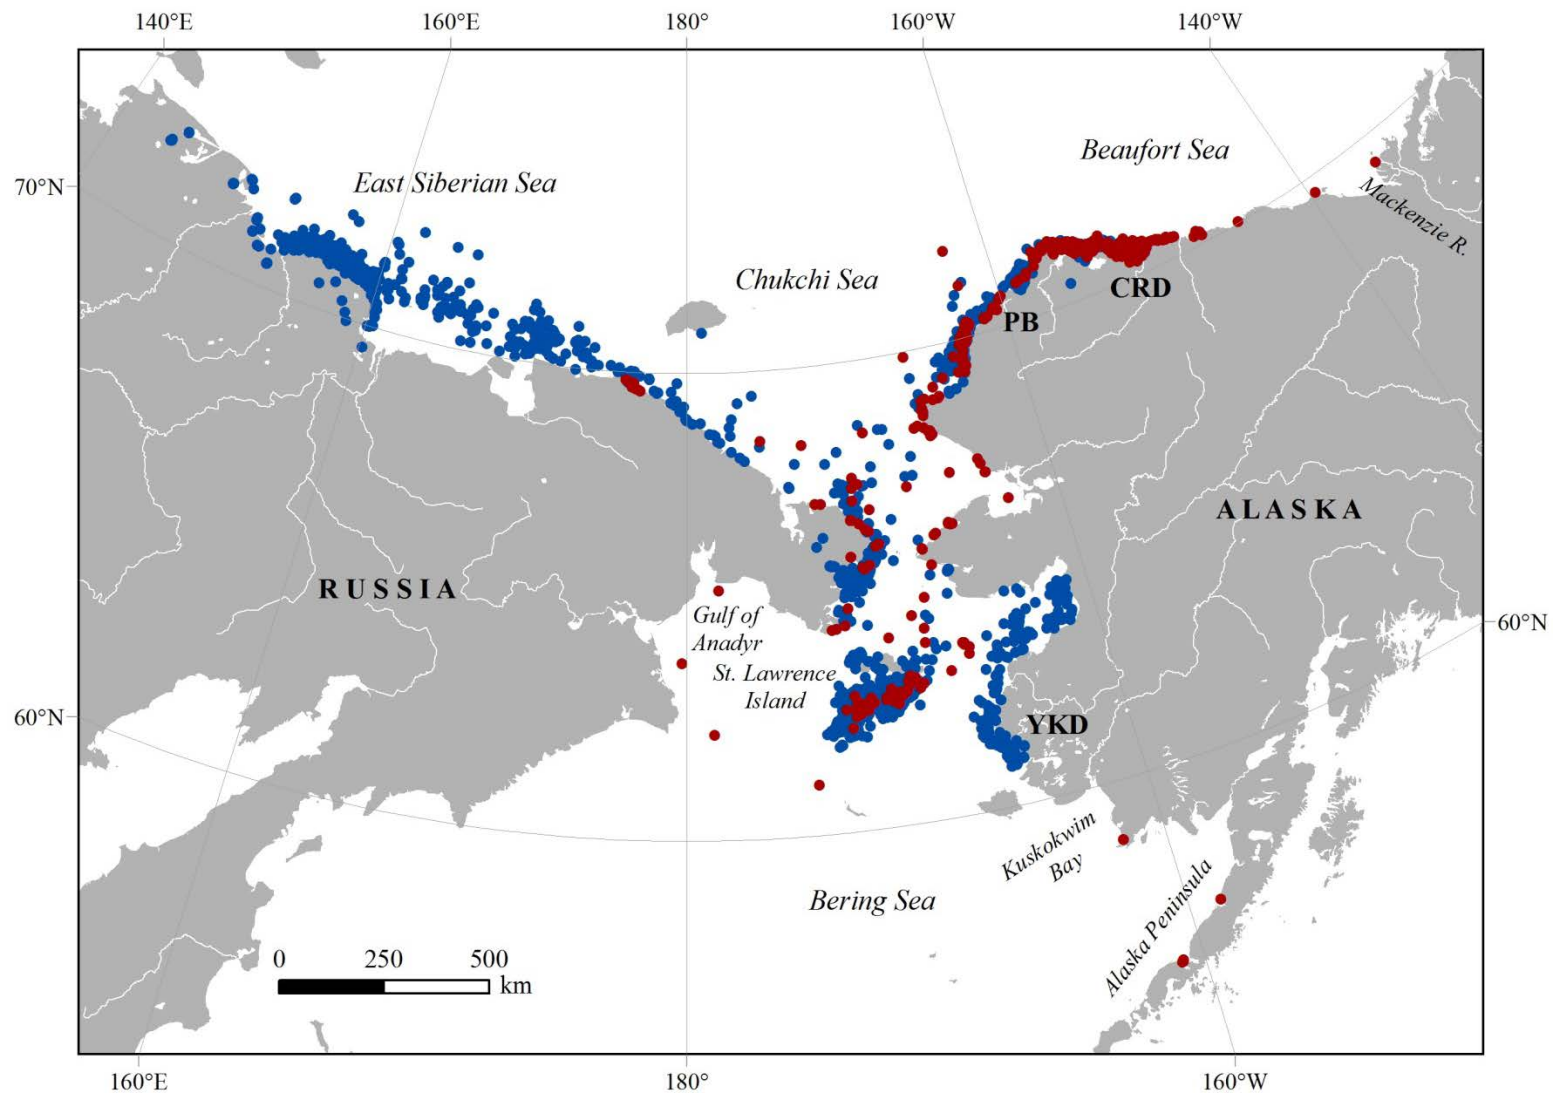 140°E 160°E 180° 160°W 140°W
Beaufort Sea
70°N
East Siberian Sea
Mackenzie R.
Chukchi Sea
CRD
PB
ALASKA
RUSSIA
Gulf of
Anadyr
60°N
St. Lawrence
Island
60°N
YKD
Kuskokwim
Bay
Bering Sea
Alaska Peninsula
0 250 500
km
160°E 180° 160°W